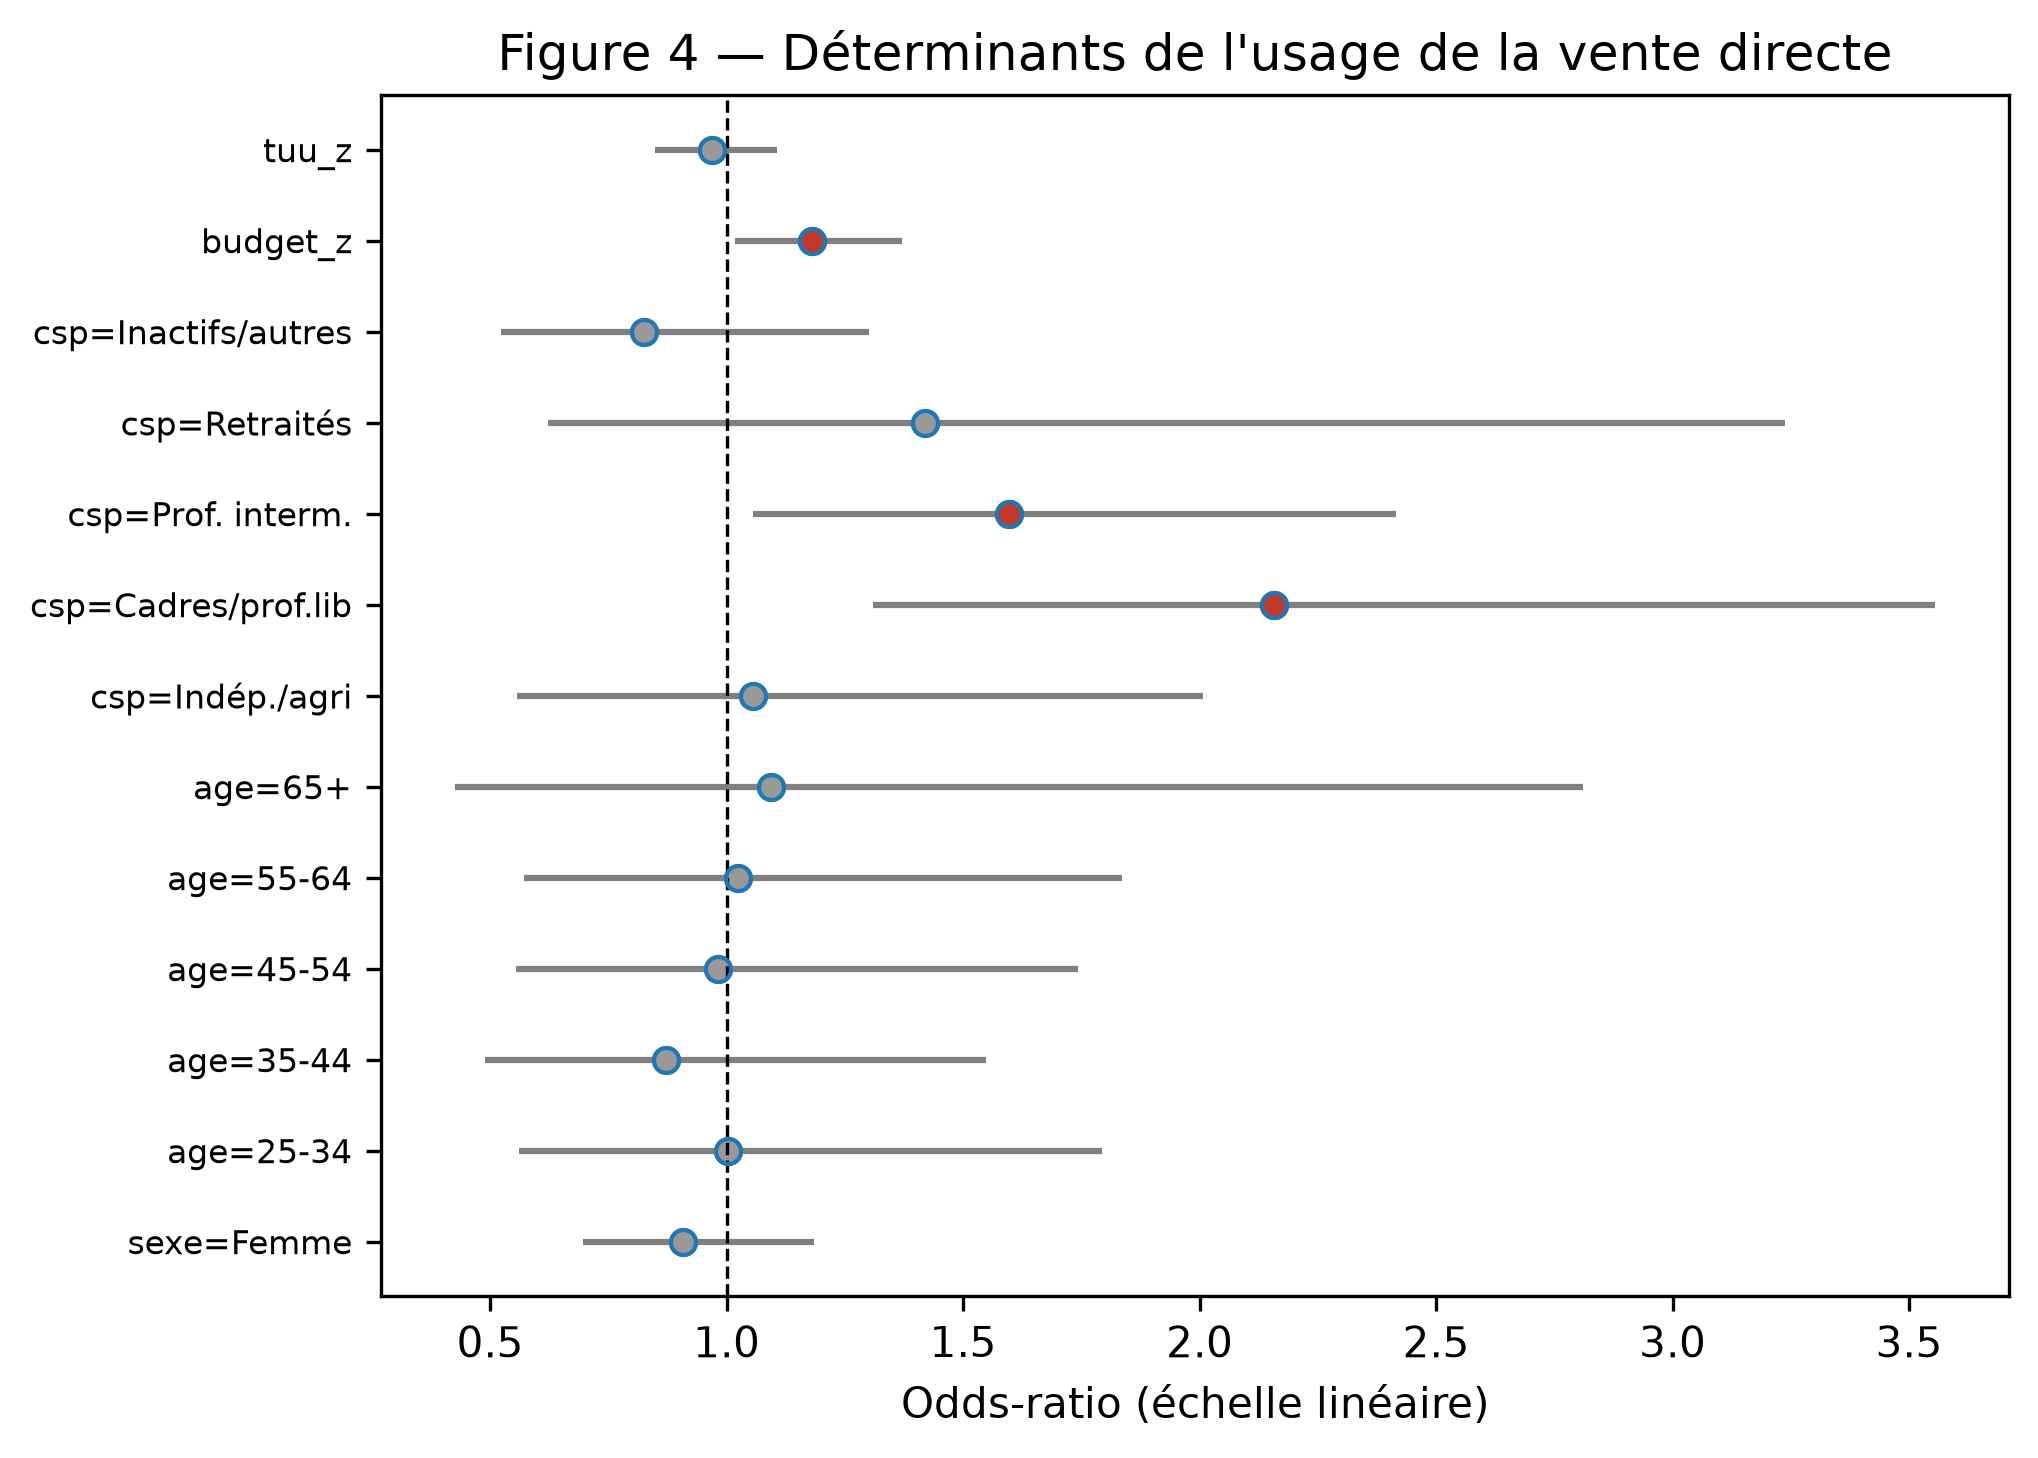 Figure 4 — Déterminants de l'usage de la vente directe
tuu_z
budget_z
csp=Inactifs/autres
csp=Retraités
csp=Prof. interm.
csp=Cadres/prof.lib
csp=Indép./agri
age=65+
age=55-64
age=45-54
age=35-44
age=25-34
sexe=Femme
0.5 1.0 1.5 2.0 2.5 3.0 3.5
Odds-ratio (échelle linéaire)